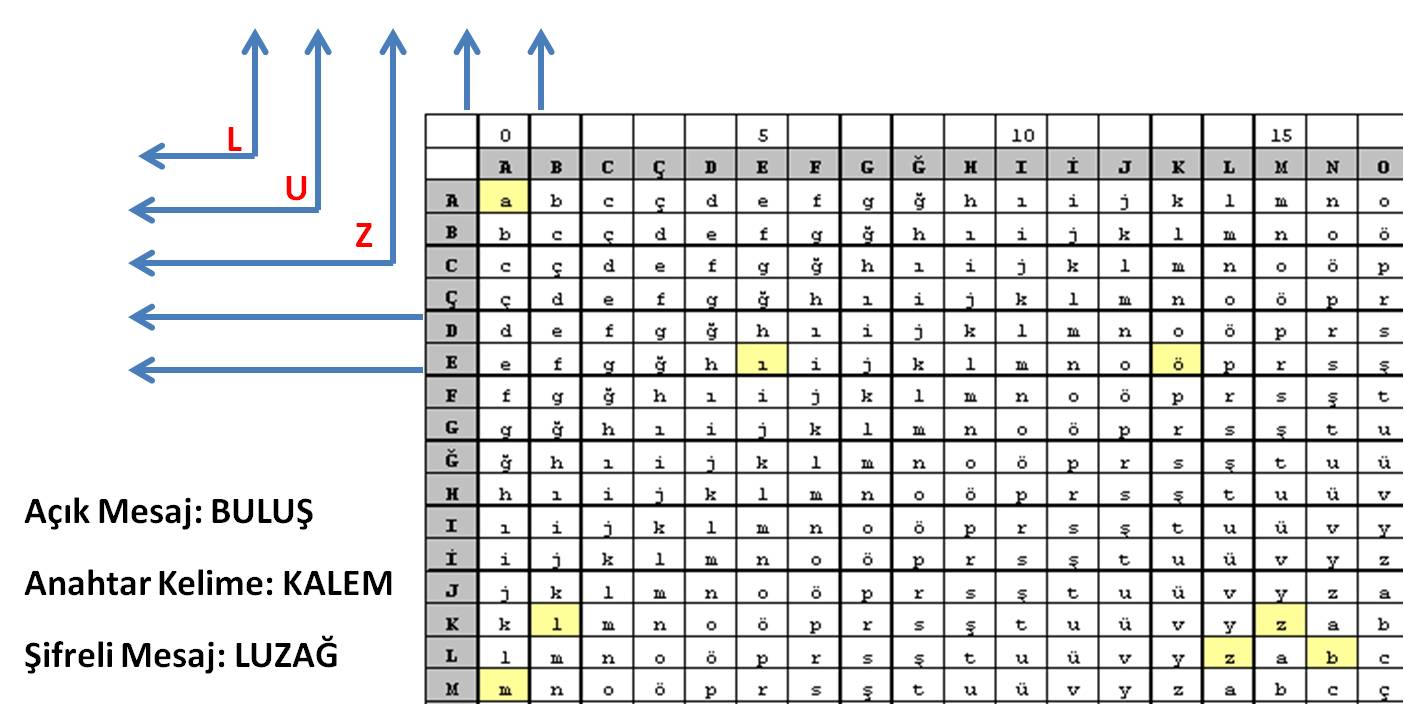 L
U
Z
0 5 10 15
A B C Ç D E F G Ğ H I İ J K L M N O
A a b c ç d e f g ğ h ı i j k l m n o
B b c ç d e f g ğ h ı i j k l m n o ö
C c ç d e f g ğ h ı i j k l m n o ö p
Ç ç d e f g ğ h ı i j k l m n o ö p r
D d e f g ğ h ı i j k l m n o ö p r s
E e f g ğ h ı i j k l m n o ö p r s ş
F f g ğ h ı i j k l m n o ö p r s ş t
G g ğ h ı i j k l m n o ö p r s ş t u
Ğ ğ h ı i j k l m n o ö p r s ş t u ü
H h ı i j k l m n o ö p r s ş t u ü v
I ı i j k l m n o ö p r s ş t u ü v y
İ i j k l m n o ö p r s ş t u ü v y z
J j k l m n o ö p r s ş t u ü v y z a
K k l m n o ö p r s ş t u ü v y z a b
L l m n o ö p r s ş t u ü v y z a b c
M m n o ö p r s ş t u ü v y z a b c ç
Açık Mesaj: BULUŞ
Anahtar Kelime: KALEM
Şifreli Mesaj: LUZAĞ